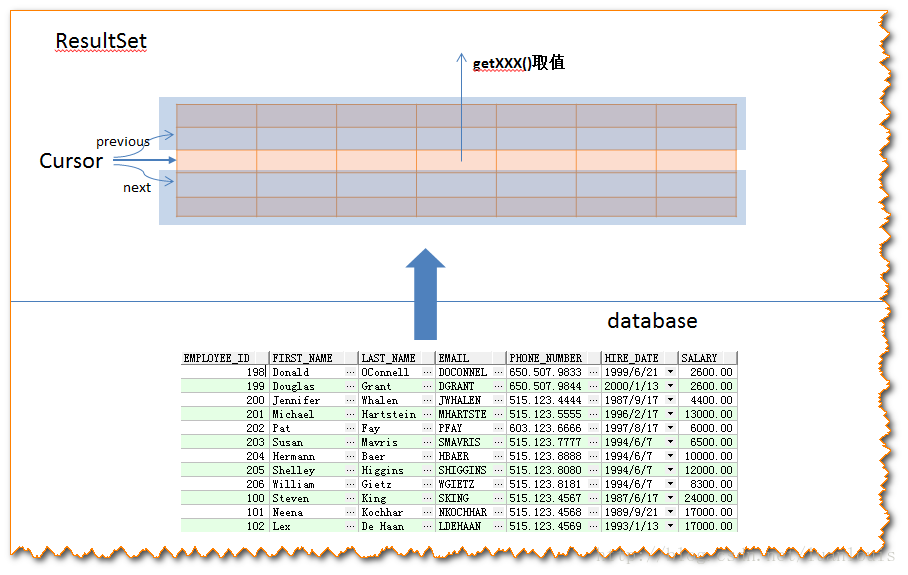 ResultSet
getXXX()取值
previous
Cursor
next
database
EMPLOYEE_ID FIRST_NAME LAST_NAME EMAIL PHONE_NUMBER HIRE_DATE SALARY
198 Donald ... OConnell ... DOCONNEL ... 650.507.9833 ... 1999/6/21 2600.00
199 Douglas ... Grant ... DGRANT ... 650.507.9844 ... 2000/1/13 2600.00
200 Jennifer ... Whalen ... JWHALEN ... 515.123.4444 ... 1987/9/17 4400.00
201 Michael ... Hartstein ... MHARTSTE ... 515.123.5555 ... 1996/2/17 13000.00
202 Pat ... Fay ... PFAY ... 603.123.6666 ... 1997/8/17 6000.00
203 Susan ... Mavris ... SMAVRIS ... 515.123.7777 ... 1994/6/7 6500.00
204 Hermann ... Baer ... HBAER ... 515.123.8888 ... 1994/6/7 10000.00
205 Shelley ... Higgins ... SHIGGINS ... 515.123.8080 ... 1994/6/7 12000.00
206 William ... Gietz ... WGIETZ ... 515.123.8181 ... 1994/6/7 8300.00
100 Steven ... King ... SKING ... 515.123.4567 ... 1987/6/17 24000.00
101 Neena ... Kochhar ... NKOCHHAR ... 515.123.4568 ... 1989/9/21 17000.00
102 Lex ... De Haan ... LDEHAAN ... 515.123.4569 ... 1993/1/13 17000.00